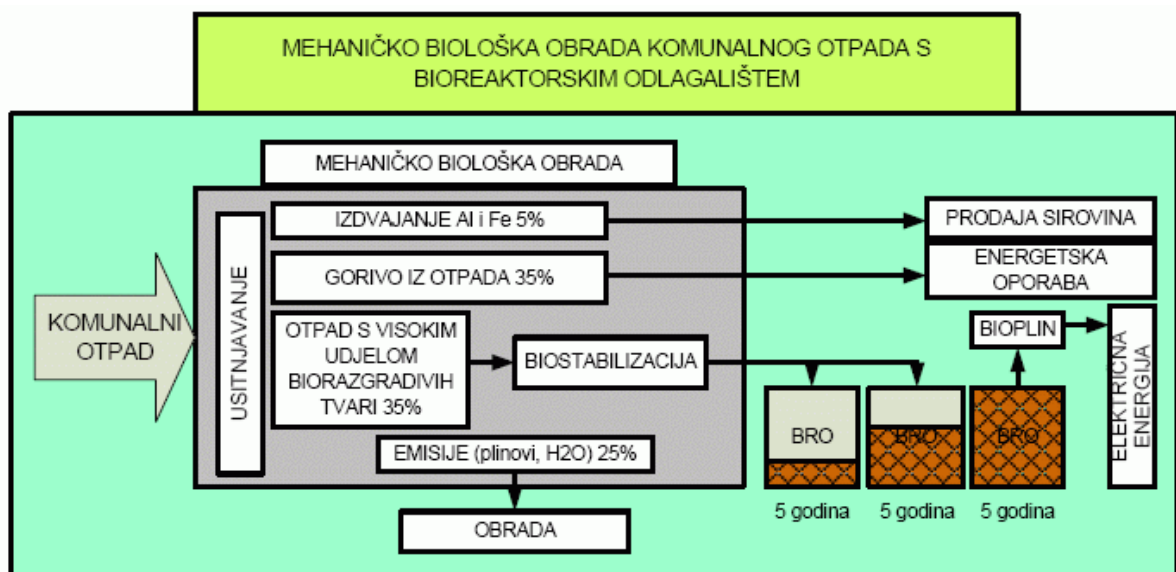 MEHANIČKO BIOLOŠKA OBRADA KOMUNALNOG OTPADA S
BIOREAKTORSKIM ODLAGALIŠTEM
MEHANIČKO BIOLOŠKA OBRADA
KOMUNALNI
OTPAD
USITNJAVANJE
IZDVAJANJE Al i Fe 5%
PRODAJA SIROVINA
GORIVO IZ OTPADA 35%
ENERGETSKA
OPORABA
OTPAD S VISOKIM
UDJELOM
BIORAZGRADIVIH
TVARI 35%
BIOSTABILIZACIJA
BIOPLIN
ELEKTRIČNA
ENERGIJA
BRO
BRO
BRO
EMISIJE (plinovi, H2O) 25%
OBRADA
5 godina
5 godina
5 godina